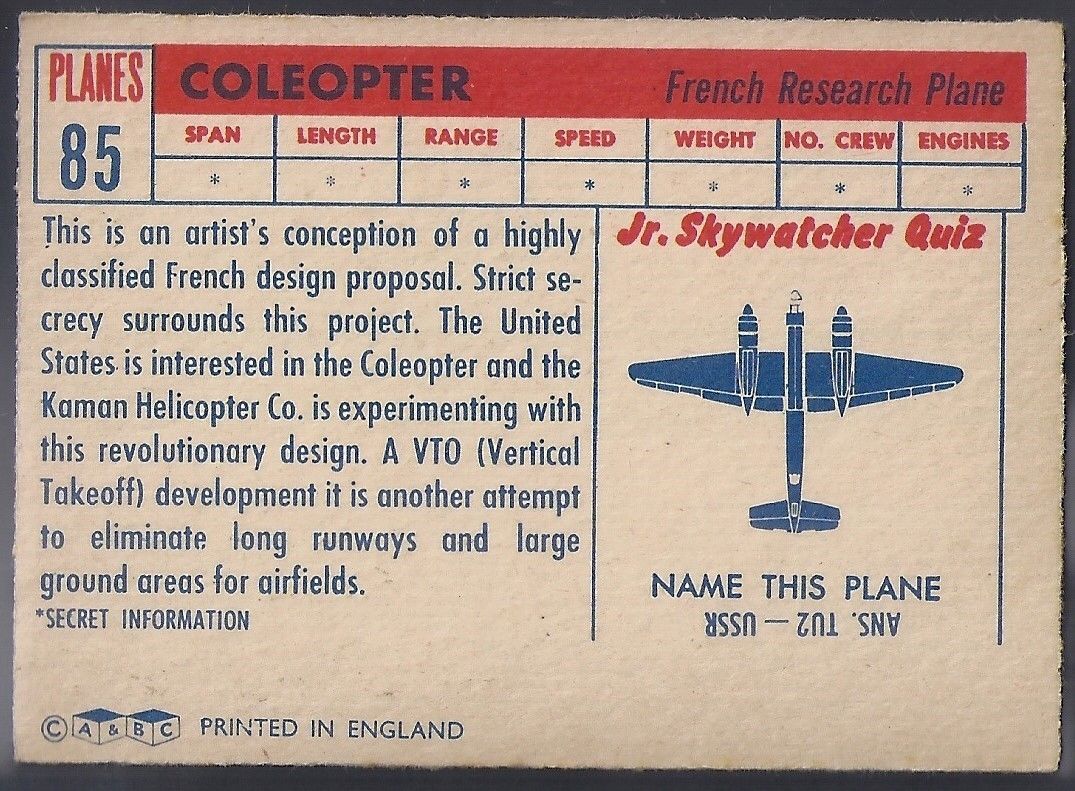 PLANES
85
COLEOPTER
French Research Plane
SPAN LENGTH RANGE SPEED WEIGHT NO. CREW ENGINES
* * * * * * *
This is an artist's conception of a highly
classified French design proposal. Strict se-
crecy surrounds this project. The United
States is interested in the Coleopter and the
Kaman Helicopter Co. is experimenting with
this revolutionary design. A VTO (Vertical
Takeoff) development it is another attempt
to eliminate long runways and large
ground areas for airfields.
*SECRET INFORMATION
Jr. Skywatcher Quiz
NAME THIS PLANE
ANS. TU2 — USSR
© A & B C PRINTED IN ENGLAND